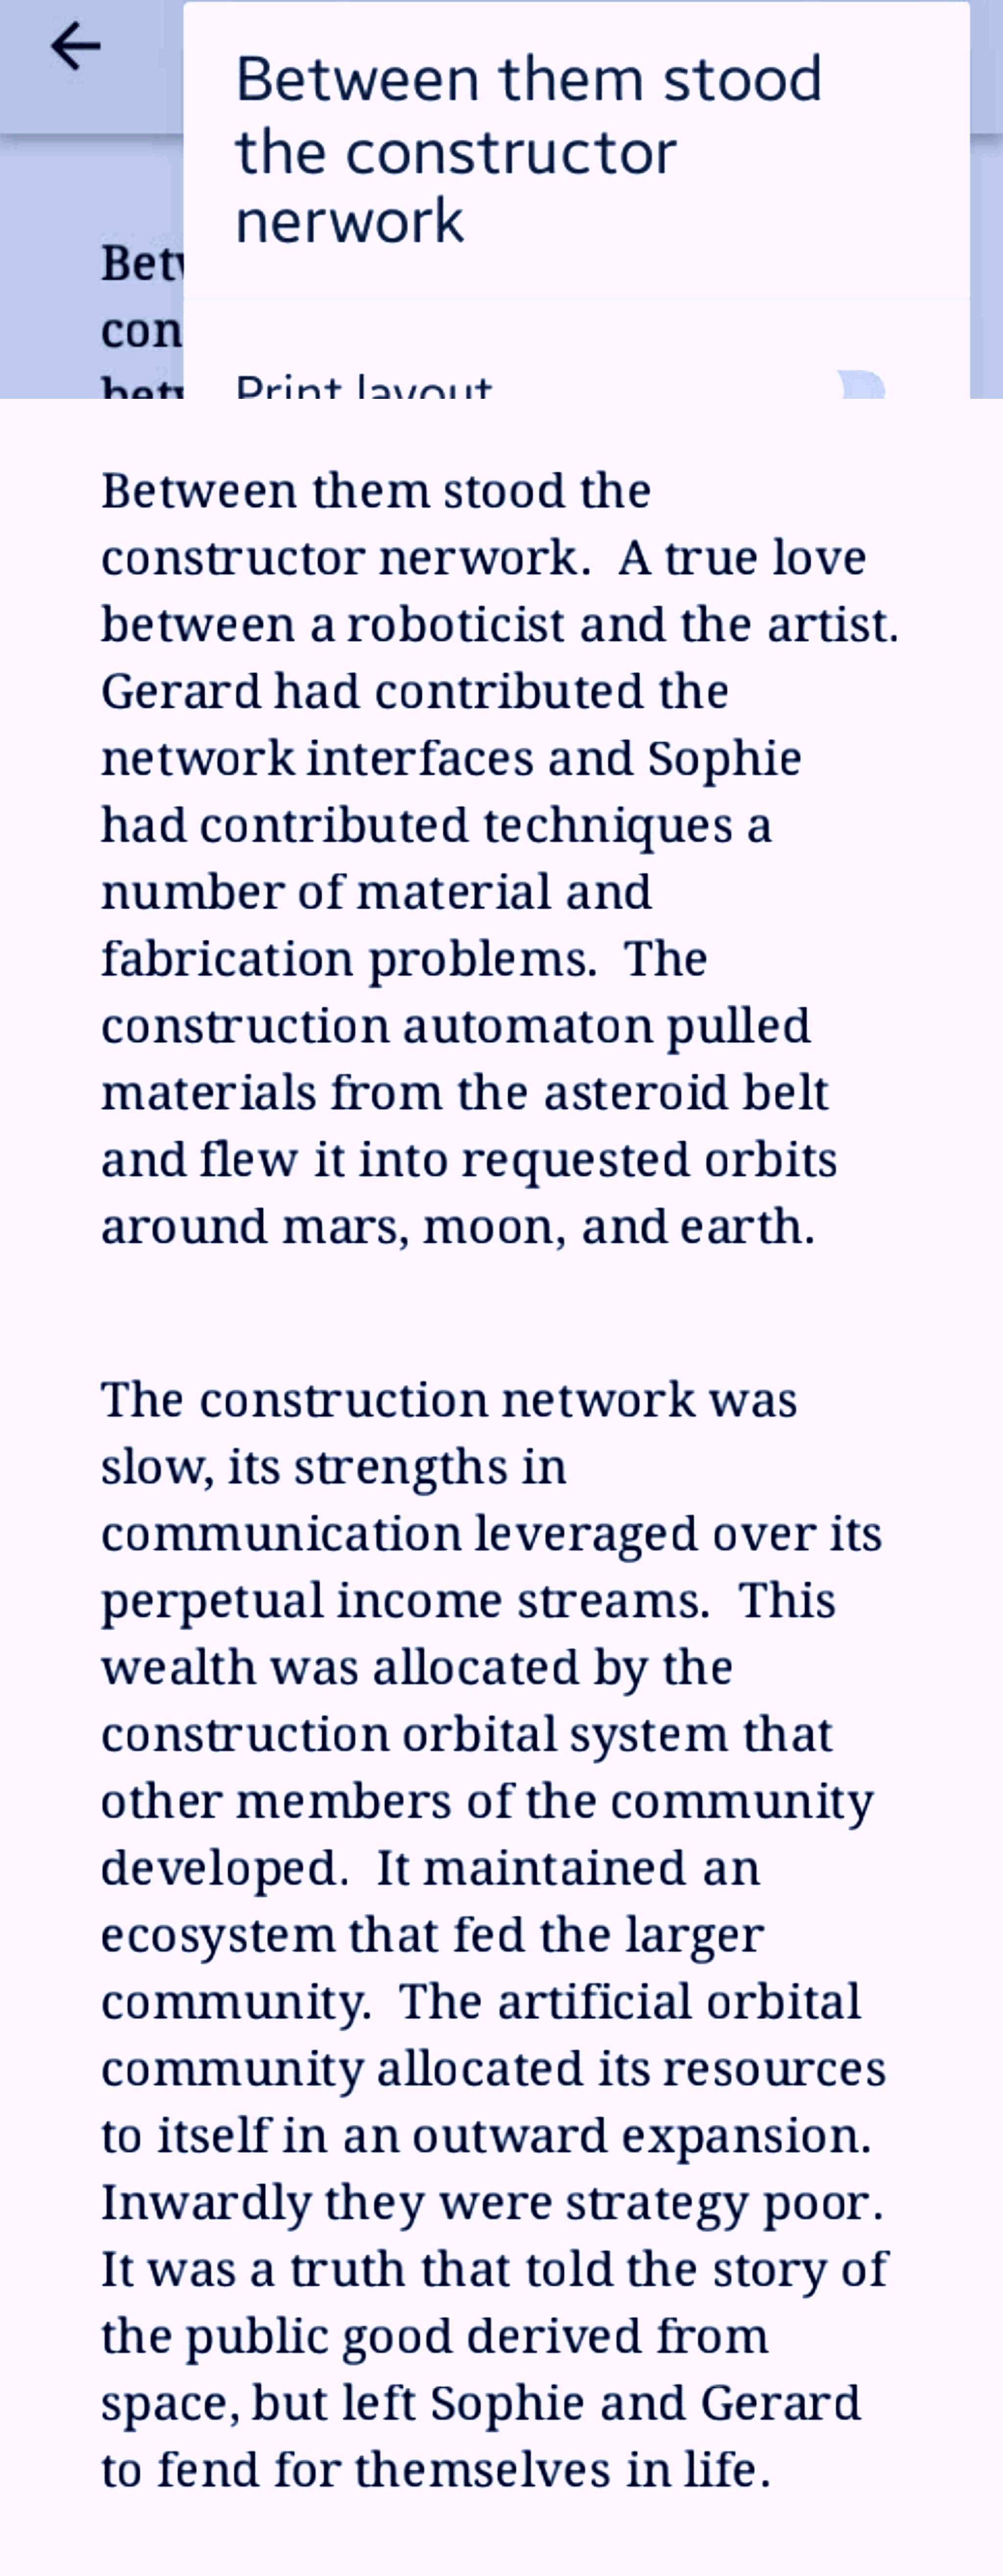 Between them stood
the constructor
nerwork
Betw
con
betw
Print layout
Between them stood the
constructor nerwork.  A true love
between a roboticist and the artist.
Gerard had contributed the
network interfaces and Sophie
had contributed techniques a
number of material and
fabrication problems.  The
construction automaton pulled
materials from the asteroid belt
and flew it into requested orbits
around mars, moon, and earth.
The construction network was
slow, its strengths in
communication leveraged over its
perpetual income streams.  This
wealth was allocated by the
construction orbital system that
other members of the community
developed.  It maintained an
ecosystem that fed the larger
community.  The artificial orbital
community allocated its resources
to itself in an outward expansion.
Inwardly they were strategy poor.
It was a truth that told the story of
the public good derived from
space, but left Sophie and Gerard
to fend for themselves in life.